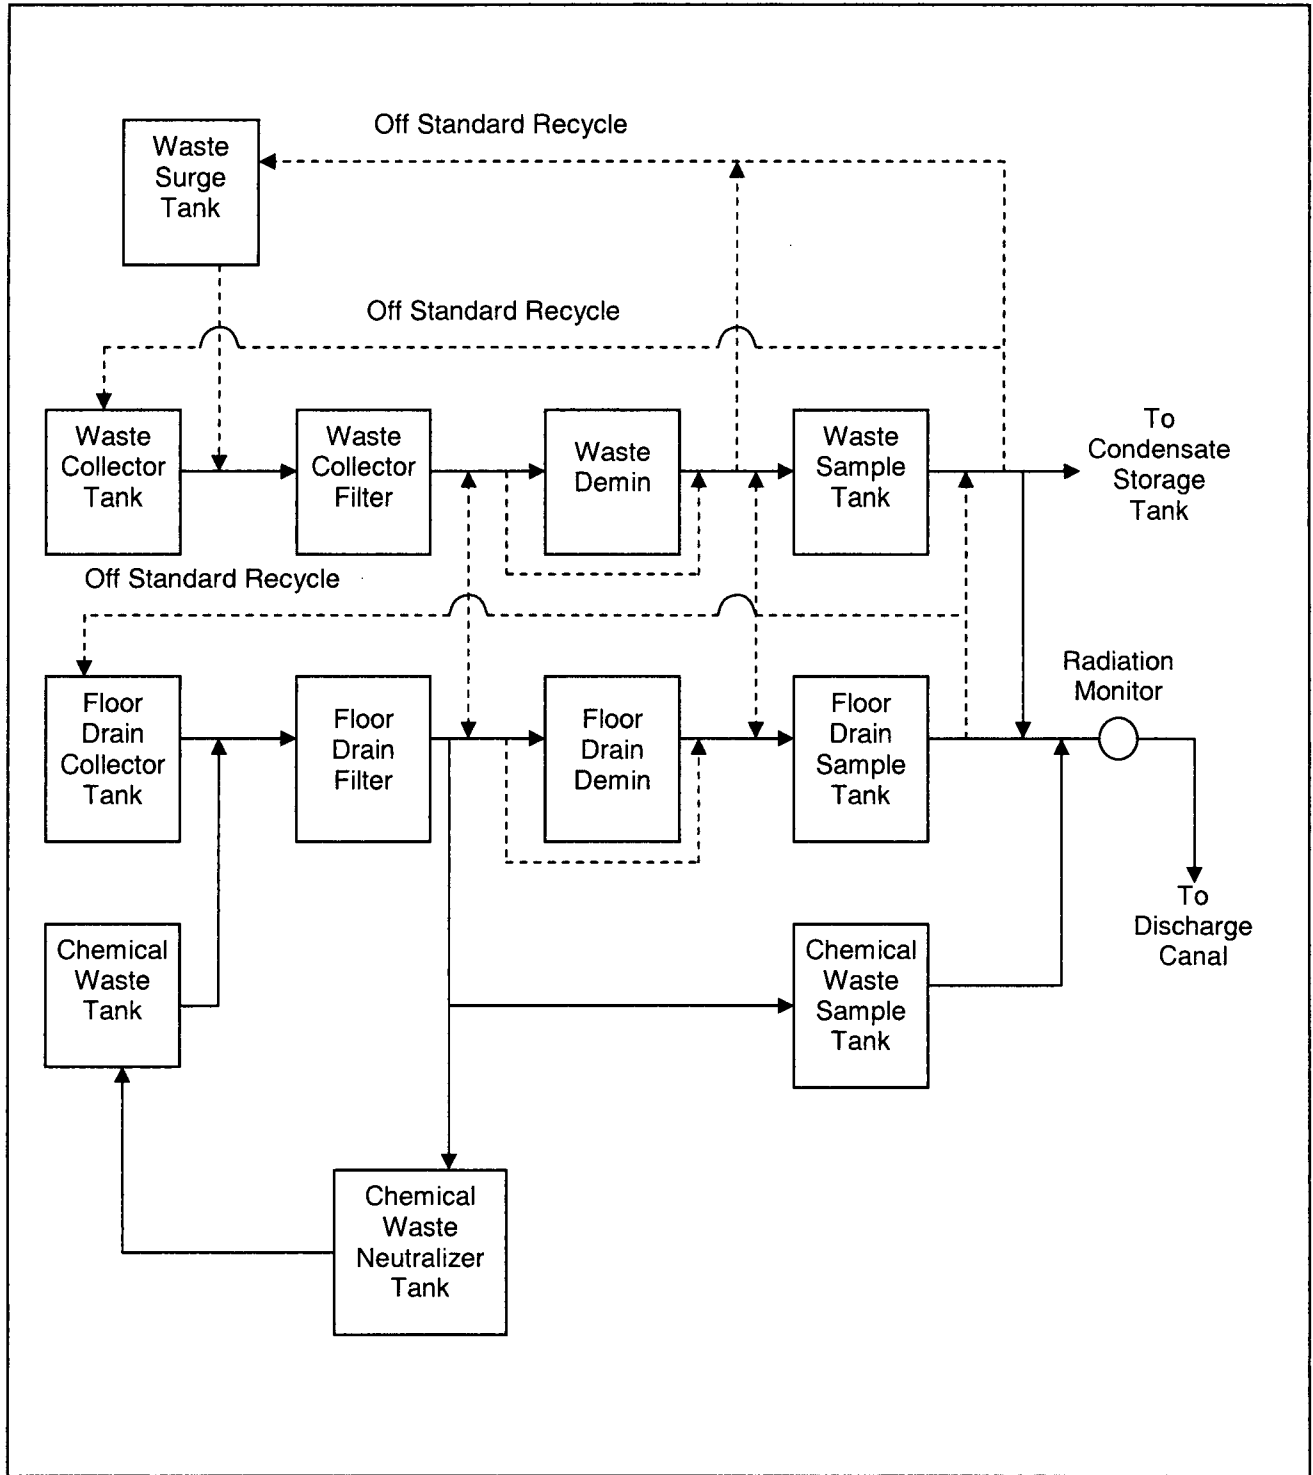 Off Standard Recycle
Waste
Surge
Tank
Off Standard Recycle
Waste
Collector
Tank
Waste
Collector
Filter
Waste
Demin
Waste
Sample
Tank
To
Condensate
Storage
Tank
Off Standard Recycle
Floor
Drain
Collector
Tank
Floor
Drain
Filter
Floor
Drain
Demin
Floor
Drain
Sample
Tank
Radiation
Monitor
To
Discharge
Canal
Chemical
Waste
Tank
Chemical
Waste
Sample
Tank
Chemical
Waste
Neutralizer
Tank